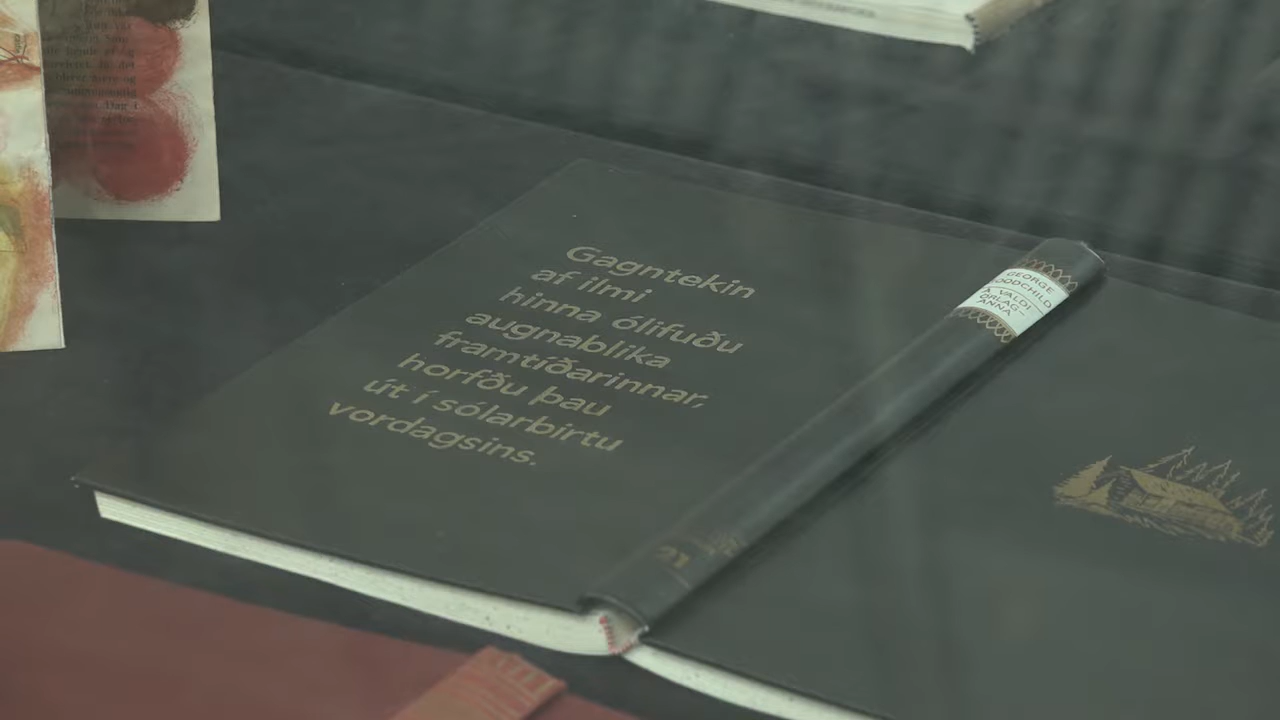 Gagntekin
af ilmi
hinna ólifuðu
augnablika
framtíðarinnar,
horfðu þau
út í sólarbirtu
vordagsins.
GEORGE
GOODCHILD
Á VALDI
ÖRLAG-
ANNA